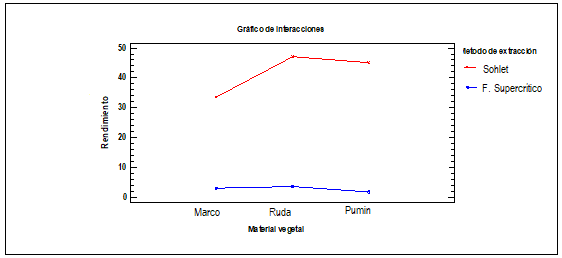 Gráfico de Interacciones
Metodo de extracción
Sohlet
F. Supercritico
Rendimiento
50
40
30
20
10
0
Marco
Ruda
Pumin
Material vegetal